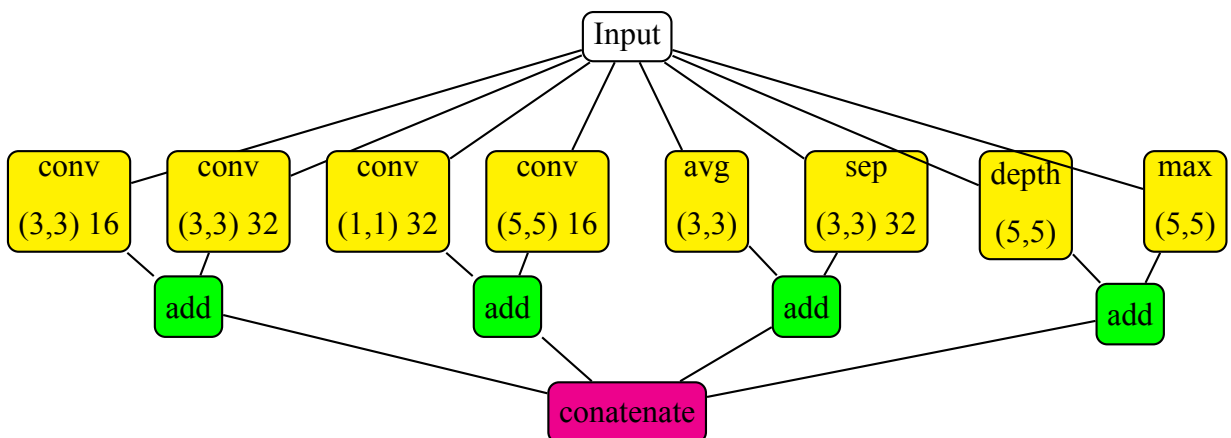 Input
conv
(3,3) 16
conv
(3,3) 32
conv
(1,1) 32
conv
(5,5) 16
avg
(3,3)
sep
(3,3) 32
depth
(5,5)
max
(5,5)
add
add
add
add
conatenate